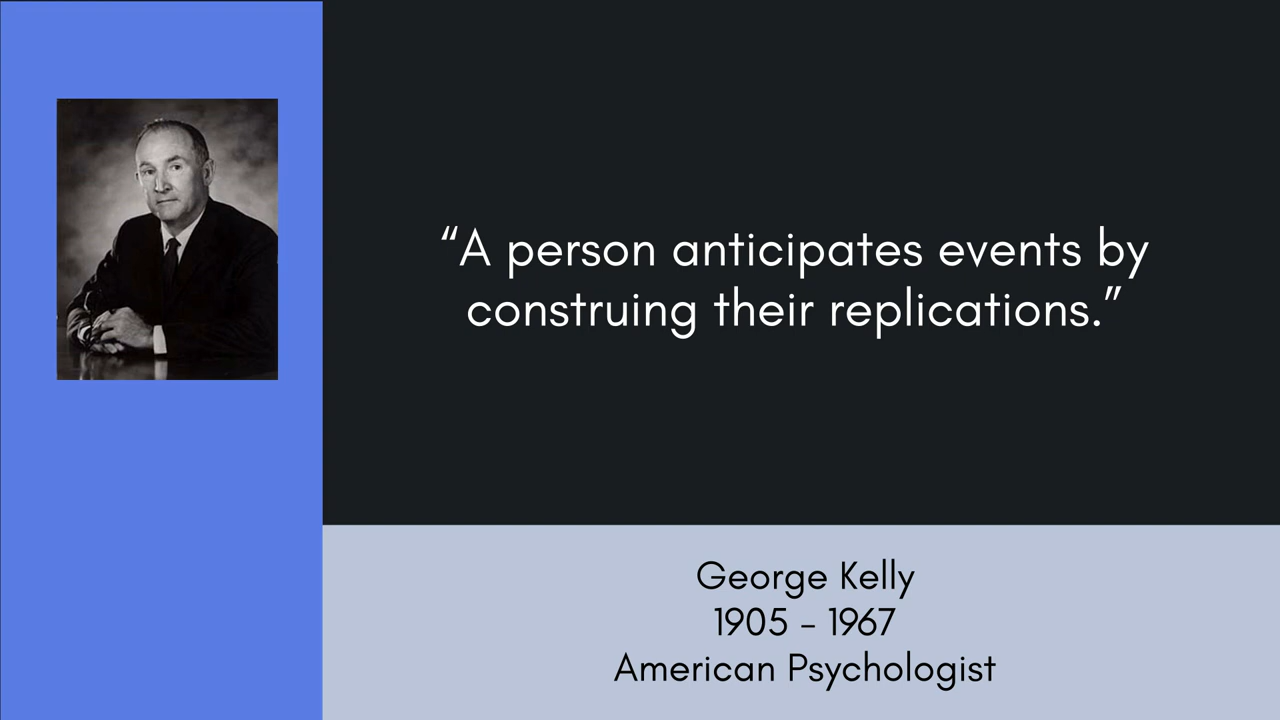 “A person anticipates events by
construing their replications.”
George Kelly
1905 – 1967
American Psychologist